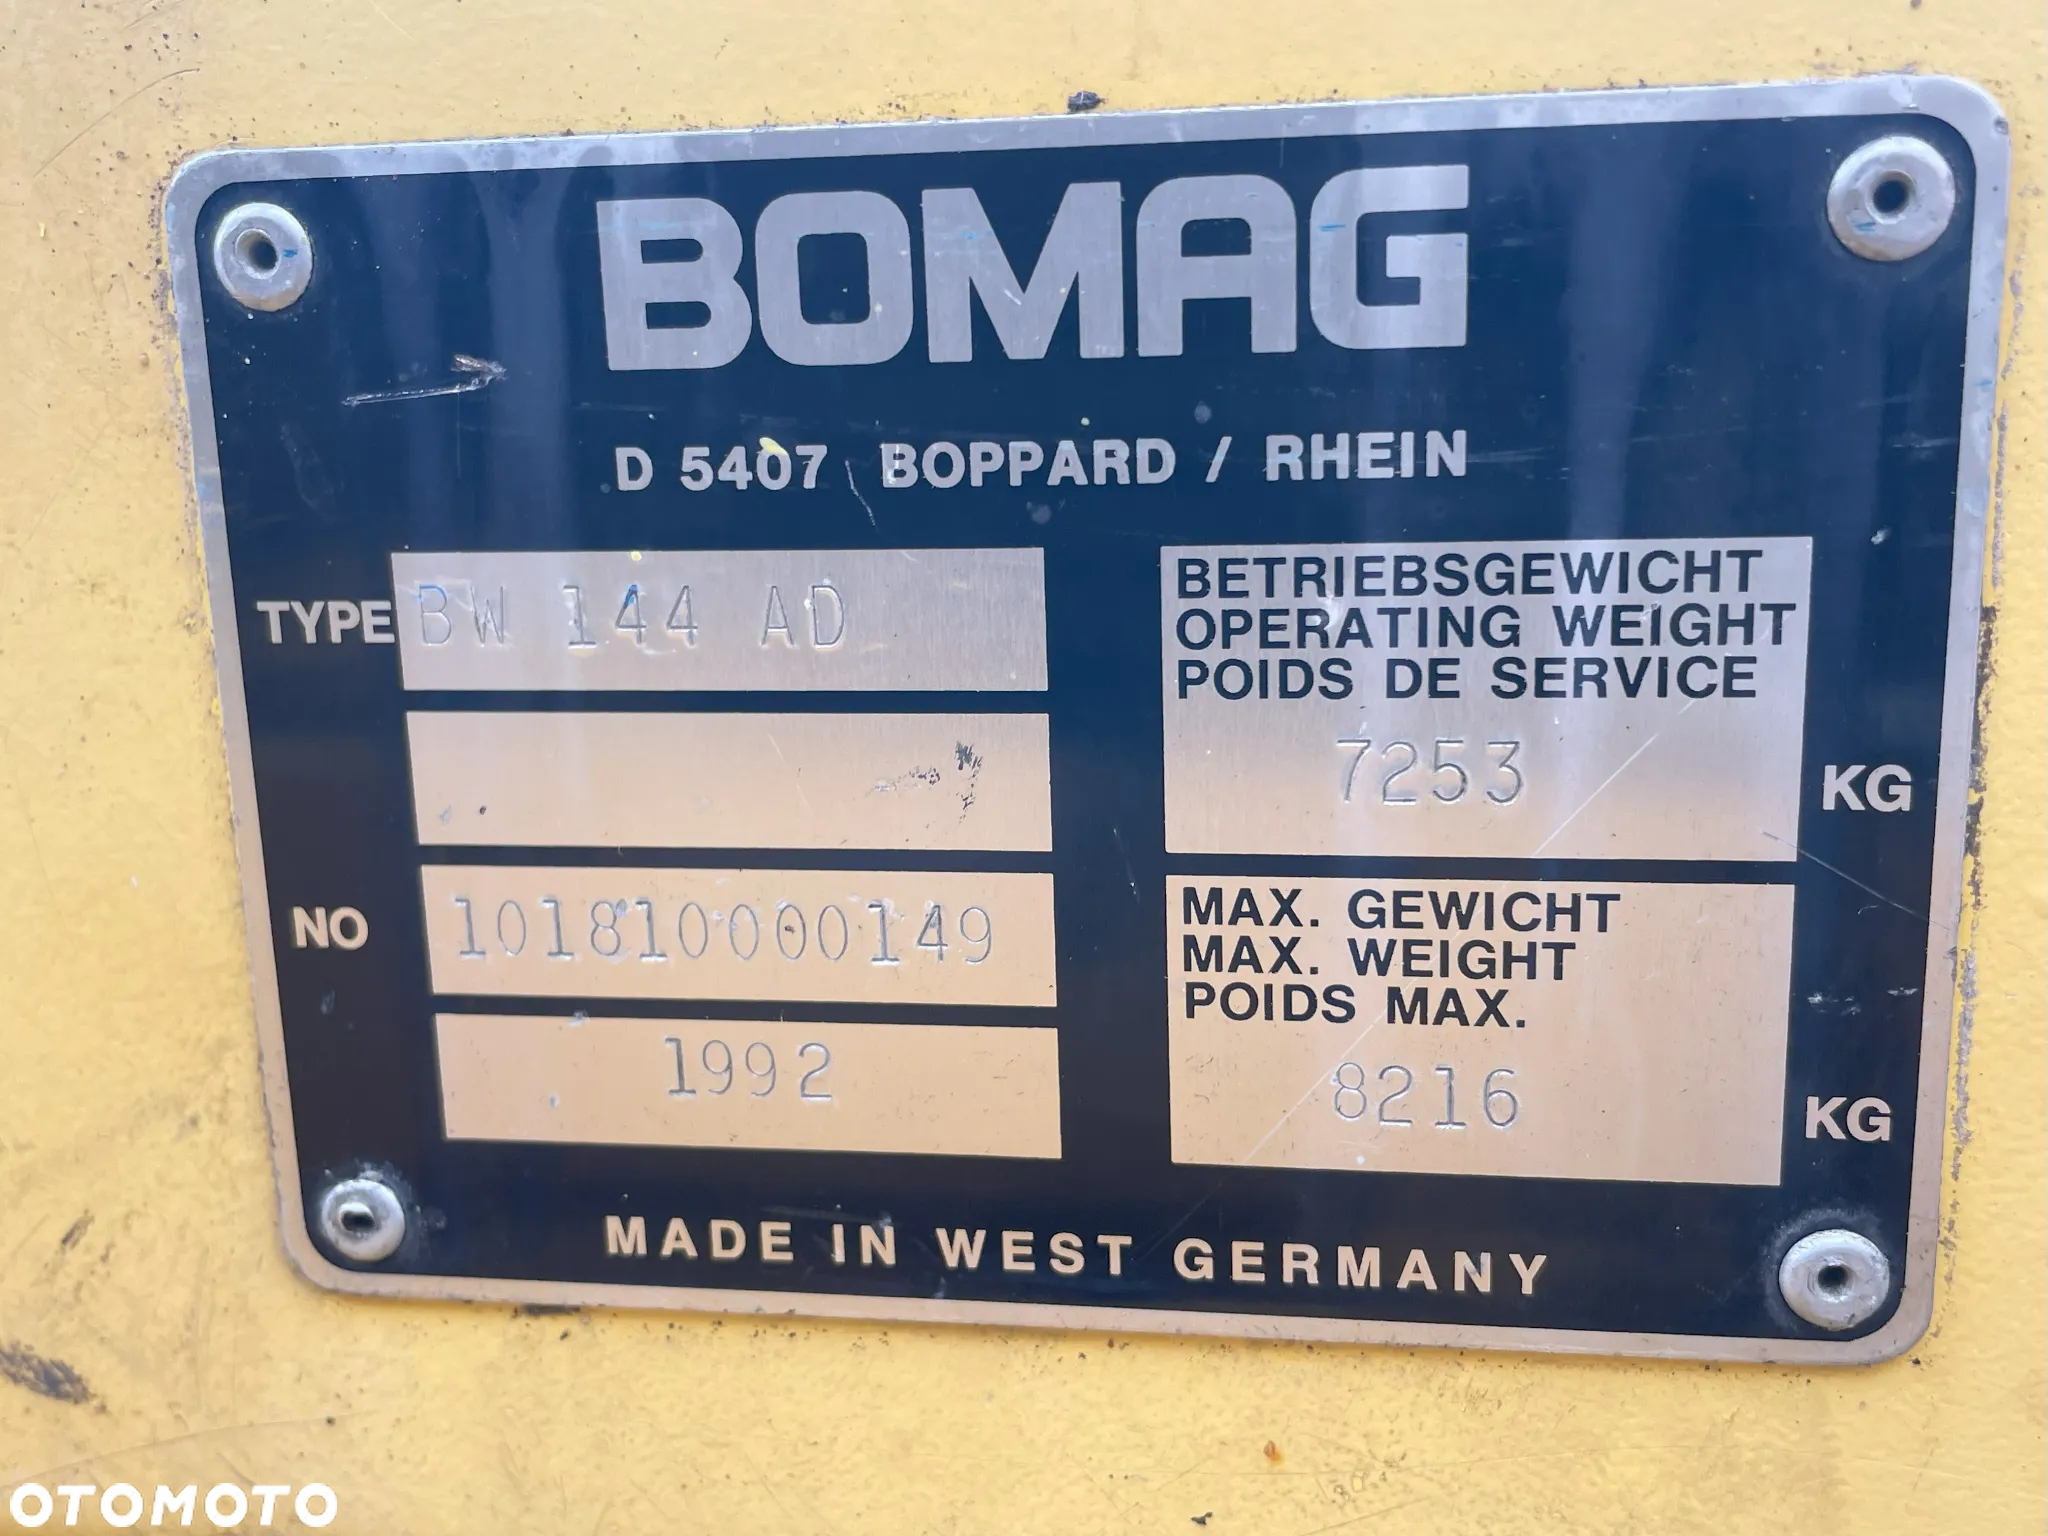 BOMAG
D 5407 BOPPARD / RHEIN
TYPE BW 144 AD
NO 101810000149
1992
BETRIEBSGEWICHT
OPERATING WEIGHT
POIDS DE SERVICE
7253 KG
MAX. GEWICHT
MAX. WEIGHT
POIDS MAX.
8216 KG
MADE IN WEST GERMANY
OTOMOTO